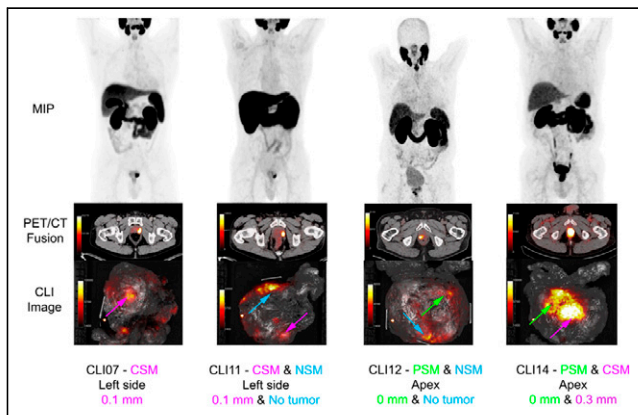 MIP
PET/CT
Fusion
CLI
Image
CLI07 - CSM
Left side
0.1 mm
CLI11 - CSM & NSM
Left side
0.1 mm & No tumor
CLI12 - PSM & NSM
Apex
0 mm & No tumor
CLI14 - PSM & CSM
Apex
0 mm & 0.3 mm